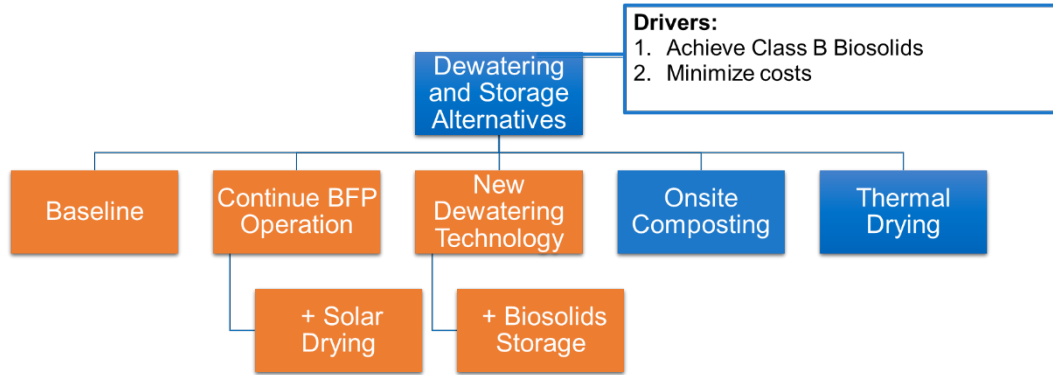 Drivers:
1. Achieve Class B Biosolids
2. Minimize costs
Dewatering
and Storage
Alternatives
Baseline
Continue BFP
Operation
New
Dewatering
Technology
Onsite
Composting
Thermal
Drying
+ Solar
Drying
+ Biosolids
Storage